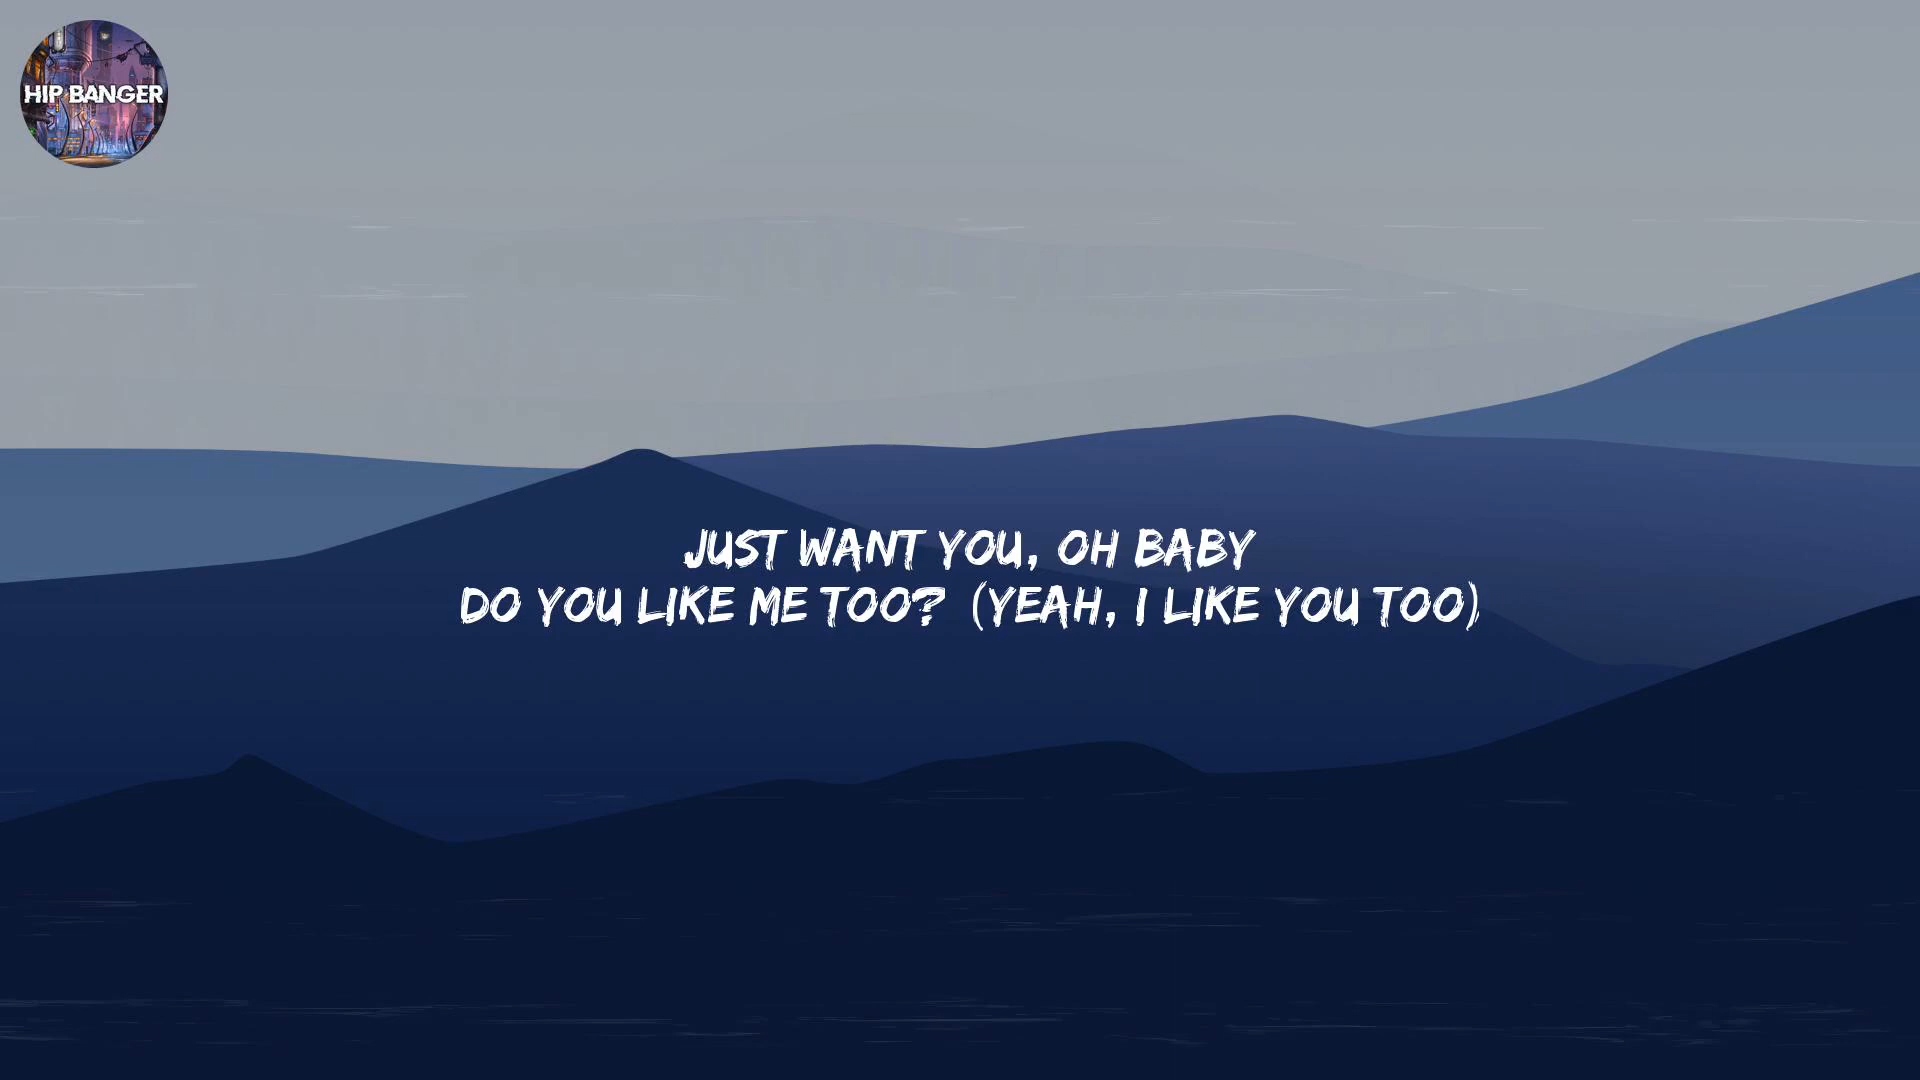 HIP BANGER
JUST WANT YOU, OH BABY
DO YOU LIKE ME TOO? (YEAH, I LIKE YOU TOO)